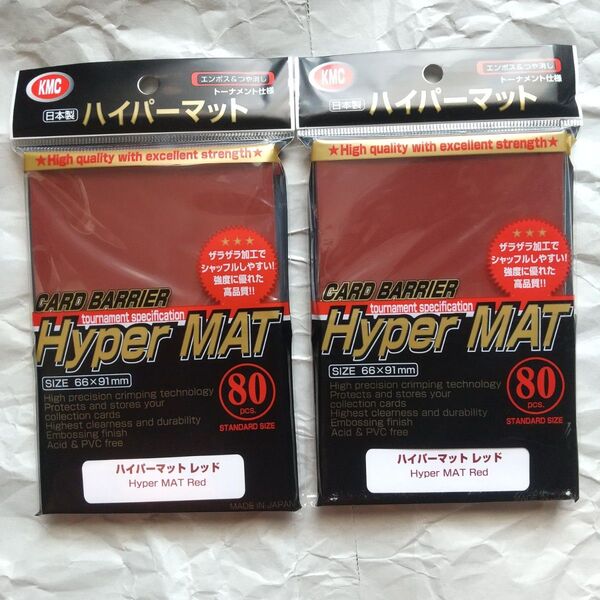 KMC
エンボス&つや消し
トーナメント仕様
日本製
ハイパーマット
★High quality with excellent strength★
ザラザラ加工で
シャッフルしやすい!
強度に優れた
高品質!!
CARD BARRIER
tournament specification
Hyper MAT
SIZE 66×91mm
80
pcs.
STANDARD SIZE
High precision crimping technology
Protects and stores your
collection cards
Highest clearness and durability
Embossing finish
Acid & PVC free
ハイパーマット レッド
Hyper MAT Red
MADE IN JAPAN
KMC
エンボス&つや消し
トーナメント仕様
日本製
ハイパーマット
★High quality with excellent strength★
ザラザラ加工で
シャッフルしやすい!
強度に優れた
高品質!!
CARD BARRIER
tournament specification
Hyper MAT
SIZE 66×91mm
80
pcs.
STANDARD SIZE
High precision crimping technology
Protects and stores your
collection cards
Highest clearness and durability
Embossing finish
Acid & PVC free
ハイパーマット レッド
Hyper MAT Red